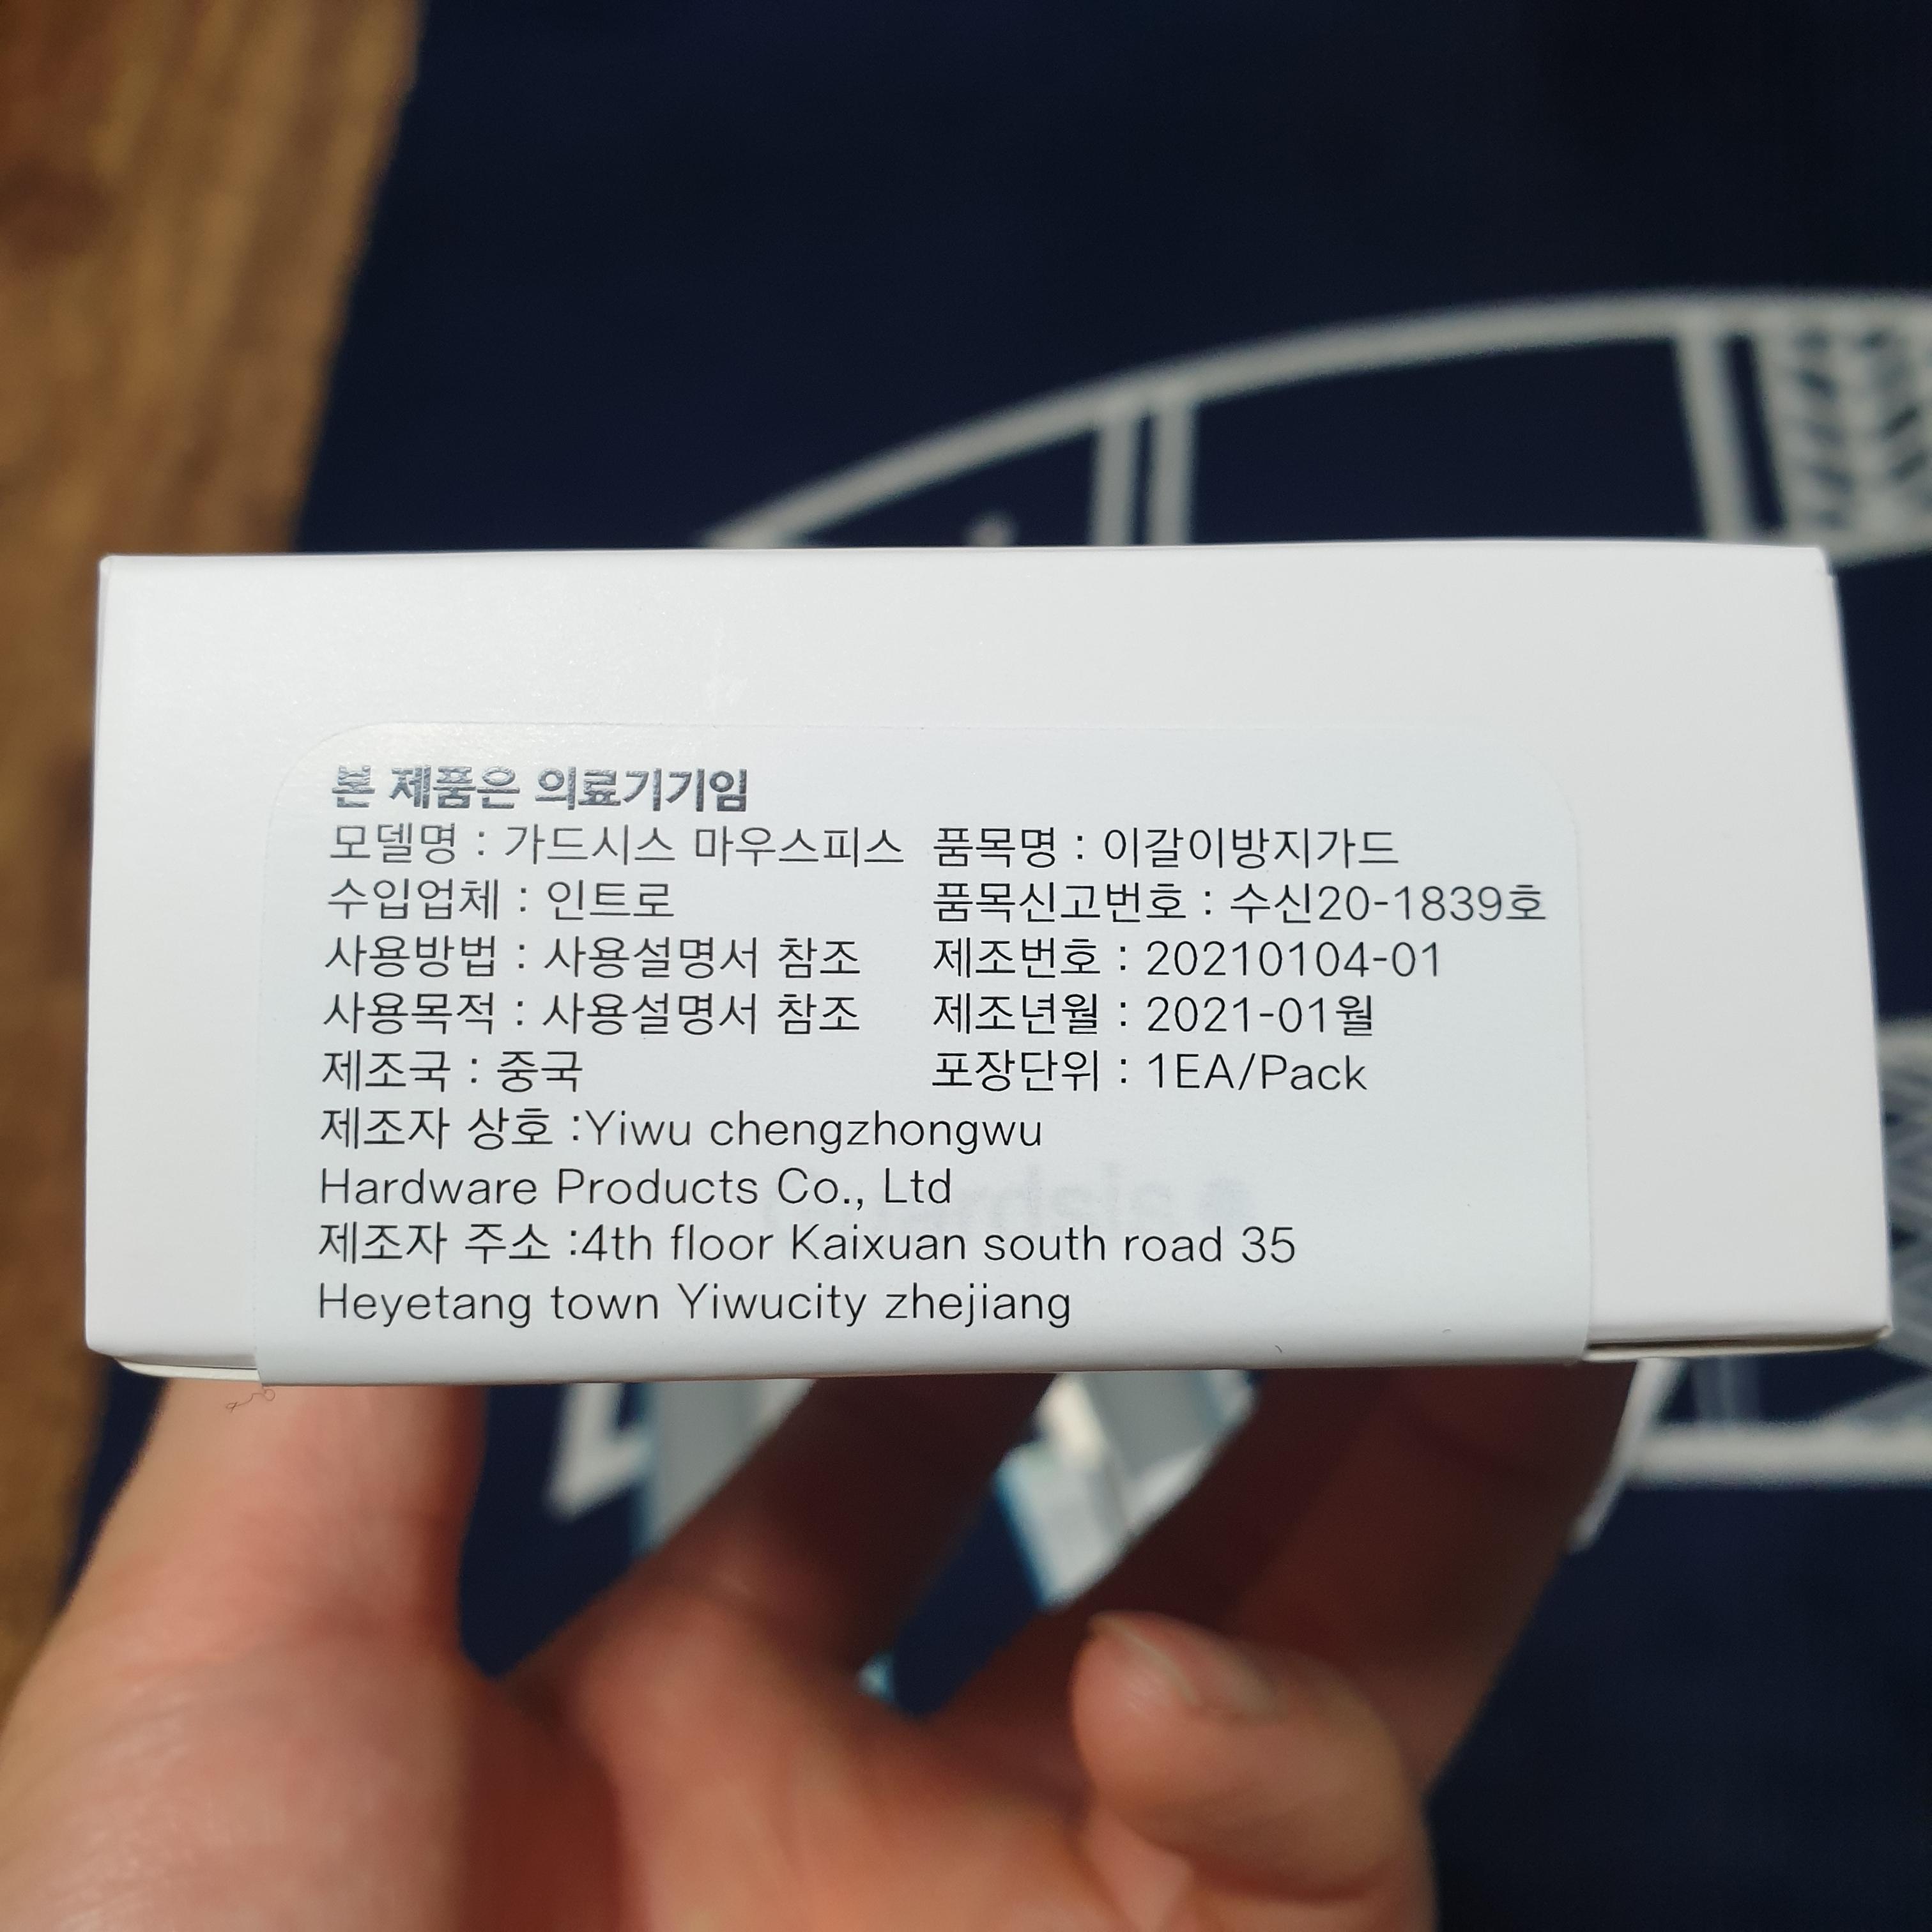 본 제품은 의료기기임
모델명 : 가드시스 마우스피스 품목명 : 이갈이방지가드
수입업체 : 인트로 품목신고번호 : 수신20-1839호
사용방법 : 사용설명서 참조 제조번호 : 20210104-01
사용목적 : 사용설명서 참조 제조년월 : 2021-01월
제조국 : 중국 포장단위 : 1EA/Pack
제조자 상호 :Yiwu chengzhongwu
Hardware Products Co., Ltd
제조자 주소 :4th floor Kaixuan south road 35
Heyetang town Yiwucity zhejiang